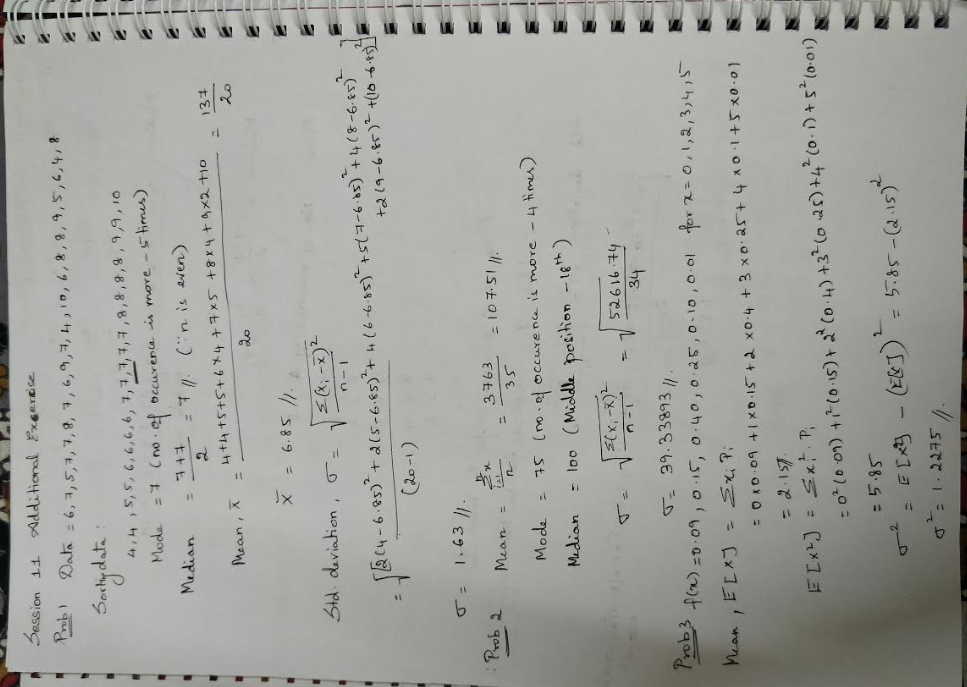 Session 11 Additional Exercise
Prob 1 Data = 6,7,5,7,7,8,7,6,9,7,4,10,6,8,8,9,5,6,4,8
Sorting data:
4,4,5,5,6,6,6,6,7,7,7,7,7,8,8,8,8,9,9,10
Mode = 7 (no. of occurence is more - 5 times)
Median = 7+7/2 = 7 //. (∵ n is even)
Mean, x̄ = 4+4+5+5+6×4+7×5+8×4+9×2+10/20 = 137/20
x̄ = 6.85 //.
Std. deviation, σ = √Σ(xᵢ-x̄)²/n-1
= √[2(4-6.85)²+2(5-6.85)²+4(6-6.85)²+5(7-6.85)²+4(8-6.85)²
+2(9-6.85)²+(10-6.85)²]
(20-1)
σ = 1.63 //.
Prob 2 Mean = Σx/n = 3763/35 = 107.51 //.
Mode = 75 (no. of occurence is more - 4 times)
Median = 100 (Middle position - 18th)
σ = √Σ(xᵢ-x̄)²/n-1 = √52616.74/34
σ = 39.33893 //.
Prob 3 f(x) = 0.09, 0.15, 0.40, 0.25, 0.10, 0.01 for x = 0,1,2,3,4,5
Mean, E[x] = Σxᵢ Pᵢ
= 0×0.09+1×0.15+2×0.4+3×0.25+4×0.1+5×0.01
= 2.15 //.
E[x²] = Σxᵢ². Pᵢ
= 0²(0.09)+1²(0.15)+2²(0.4)+3²(0.25)+4²(0.1)+5²(0.01)
= 5.85
σ² = E[x²] - (E[x])² = 5.85-(2.15)²
σ² = 1.2275 //.